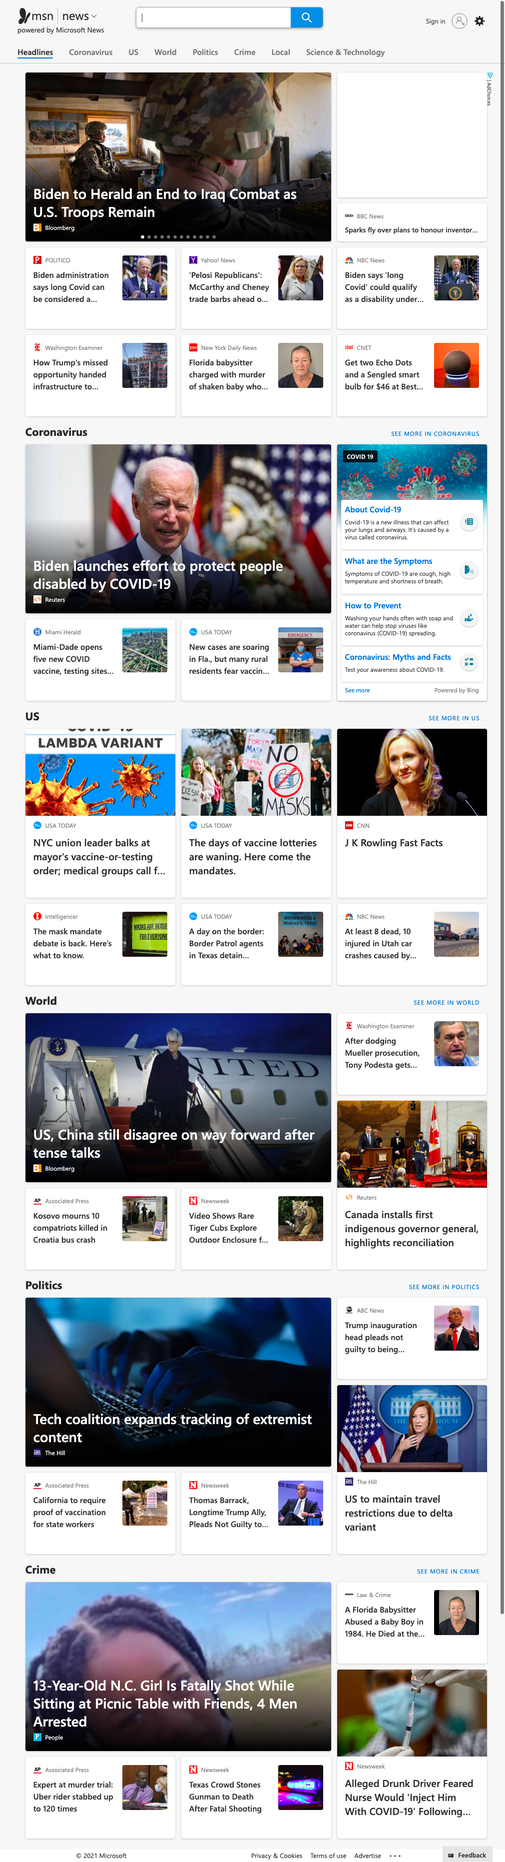 msn | news
powered by Microsoft News
Sign in
Headlines Coronavirus US World Politics Crime Local Science & Technology
AdChoices
Biden to Herald an End to Iraq Combat as
U.S. Troops Remain
Bloomberg
BBC News
Sparks fly over plans to honour inventor...
POLITICO
Biden administration
says long Covid can
be considered a...
Yahoo! News
'Pelosi Republicans':
McCarthy and Cheney
trade barbs ahead o...
NBC News
Biden says 'long
Covid' could qualify
as a disability under...
Washington Examiner
How Trump's missed
opportunity handed
infrastructure to...
New York Daily News
Florida babysitter
charged with murder
of shaken baby who...
CNET
Get two Echo Dots
and a Sengled smart
bulb for $46 at Best...
Coronavirus
SEE MORE IN CORONAVIRUS
Biden launches effort to protect people
disabled by COVID-19
Reuters
COVID 19
About Covid-19
Covid-19 is a new illness that can affect
your lungs and airways. It's caused by a
virus called coronavirus.
What are the Symptoms
Symptoms of COVID-19 are cough, high
temperature and shortness of breath.
How to Prevent
Washing your hands often with soap and
water can help stop viruses like
coronavirus (COVID-19) spreading.
Coronavirus: Myths and Facts
Test your awareness about COVID-19.
See more
Powered by Bing
Miami Herald
Miami-Dade opens
five new COVID
vaccine, testing sites...
USA TODAY
New cases are soaring
in Fla., but many rural
residents fear vaccin...
EMERGENCY
US
SEE MORE IN US
COVID-19
LAMBDA VARIANT
USA TODAY
NYC union leader balks at
mayor's vaccine-or-testing
order; medical groups call f...
NO
MASKS
USA TODAY
The days of vaccine lotteries
are waning. Here come the
mandates.
CNN
J K Rowling Fast Facts
Intelligencer
The mask mandate
debate is back. Here's
what to know.
USA TODAY
A day on the border:
Border Patrol agents
in Texas detain...
NBC News
At least 8 dead, 10
injured in Utah car
crashes caused by...
World
SEE MORE IN WORLD
UNITED
US, China still disagree on way forward after
tense talks
Bloomberg
Washington Examiner
After dodging
Mueller prosecution,
Tony Podesta gets...
Reuters
Canada installs first
indigenous governor general,
highlights reconciliation
Associated Press
Kosovo mourns 10
compatriots killed in
Croatia bus crash
Newsweek
Video Shows Rare
Tiger Cubs Explore
Outdoor Enclosure f...
Politics
SEE MORE IN POLITICS
Tech coalition expands tracking of extremist
content
The Hill
ABC News
Trump inauguration
head pleads not
guilty to being...
The Hill
US to maintain travel
restrictions due to delta
variant
Associated Press
California to require
proof of vaccination
for state workers
Newsweek
Thomas Barrack,
Longtime Trump Ally,
Pleads Not Guilty to...
Crime
SEE MORE IN CRIME
13-Year-Old N.C. Girl Is Fatally Shot While
Sitting at Picnic Table with Friends, 4 Men
Arrested
People
Law & Crime
A Florida Babysitter
Abused a Baby Boy in
1984. He Died at the...
Newsweek
Alleged Drunk Driver Feared
Nurse Would 'Inject Him
With COVID-19' Following...
Associated Press
Expert at murder trial:
Uber rider stabbed up
to 120 times
Newsweek
Texas Crowd Stones
Gunman to Death
After Fatal Shooting
© 2021 Microsoft
Privacy & Cookies Terms of use Advertise ...
Feedback